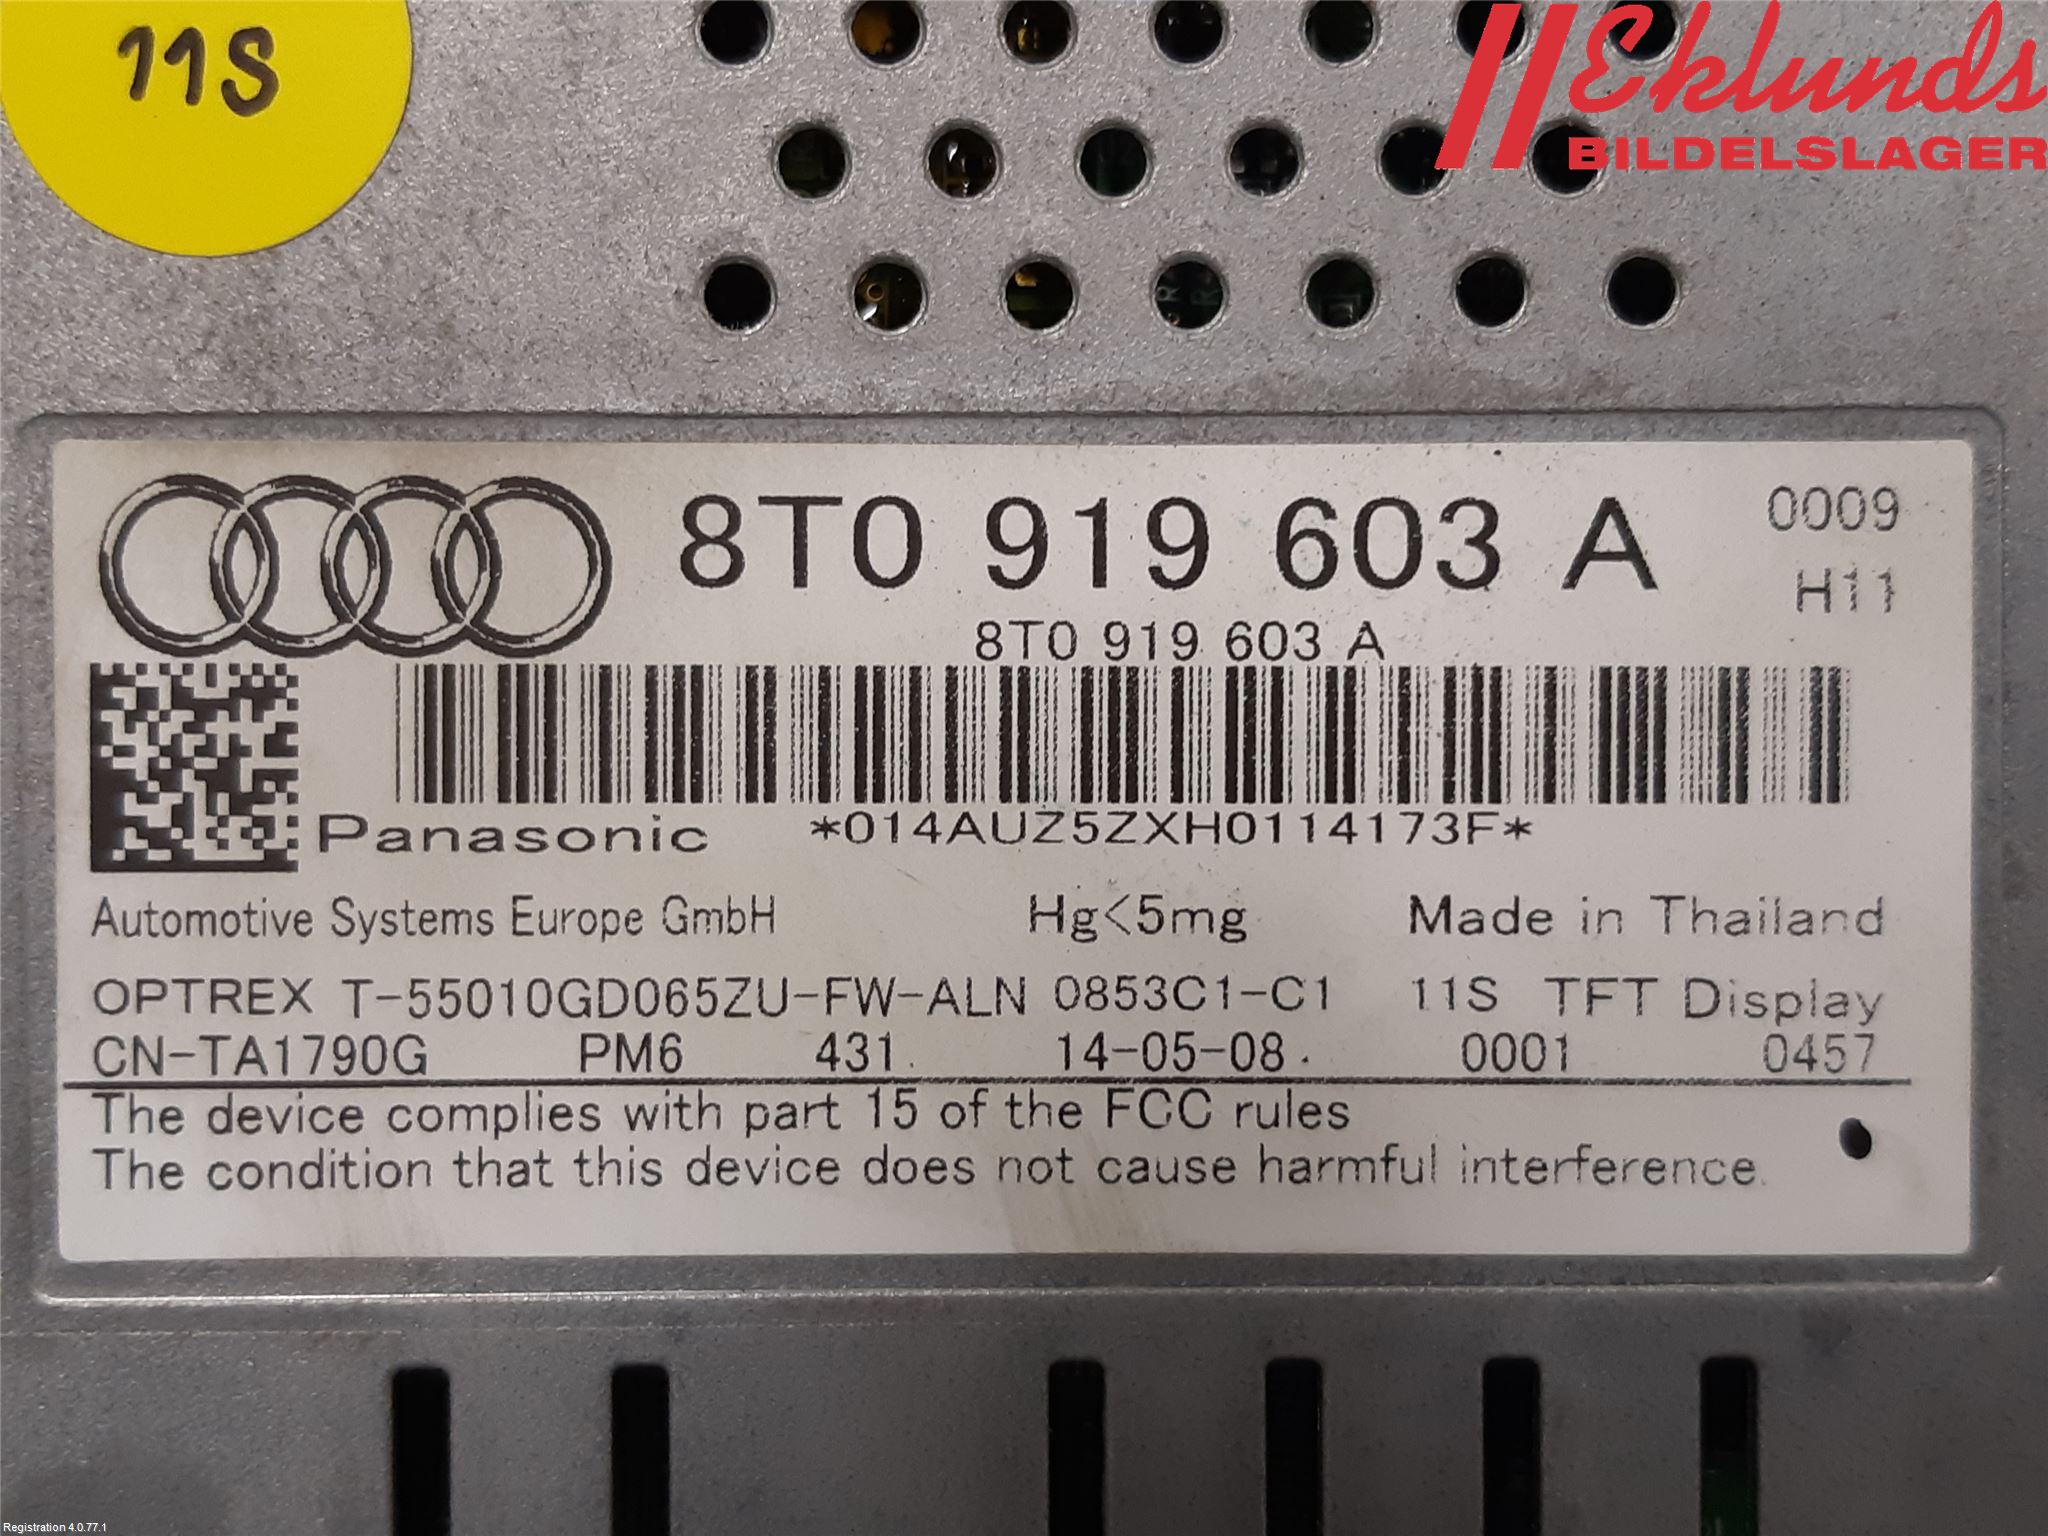 11S
Eklunds
BILDELSLAGER
8T0 919 603 A
0009
H11
8T0 919 603 A
Panasonic
*014AUZ5ZXH0114173F*
Automotive Systems Europe GmbH Hg<5mg Made in Thailand
OPTREX T-55010GD065ZU-FW-ALN 0853C1-C1 11S TFT Display
CN-TA1790G PM6 431 14-05-08. 0001 0457
The device complies with part 15 of the FCC rules
The condition that this device does not cause harmful interference.
Registration 4.0.77.1